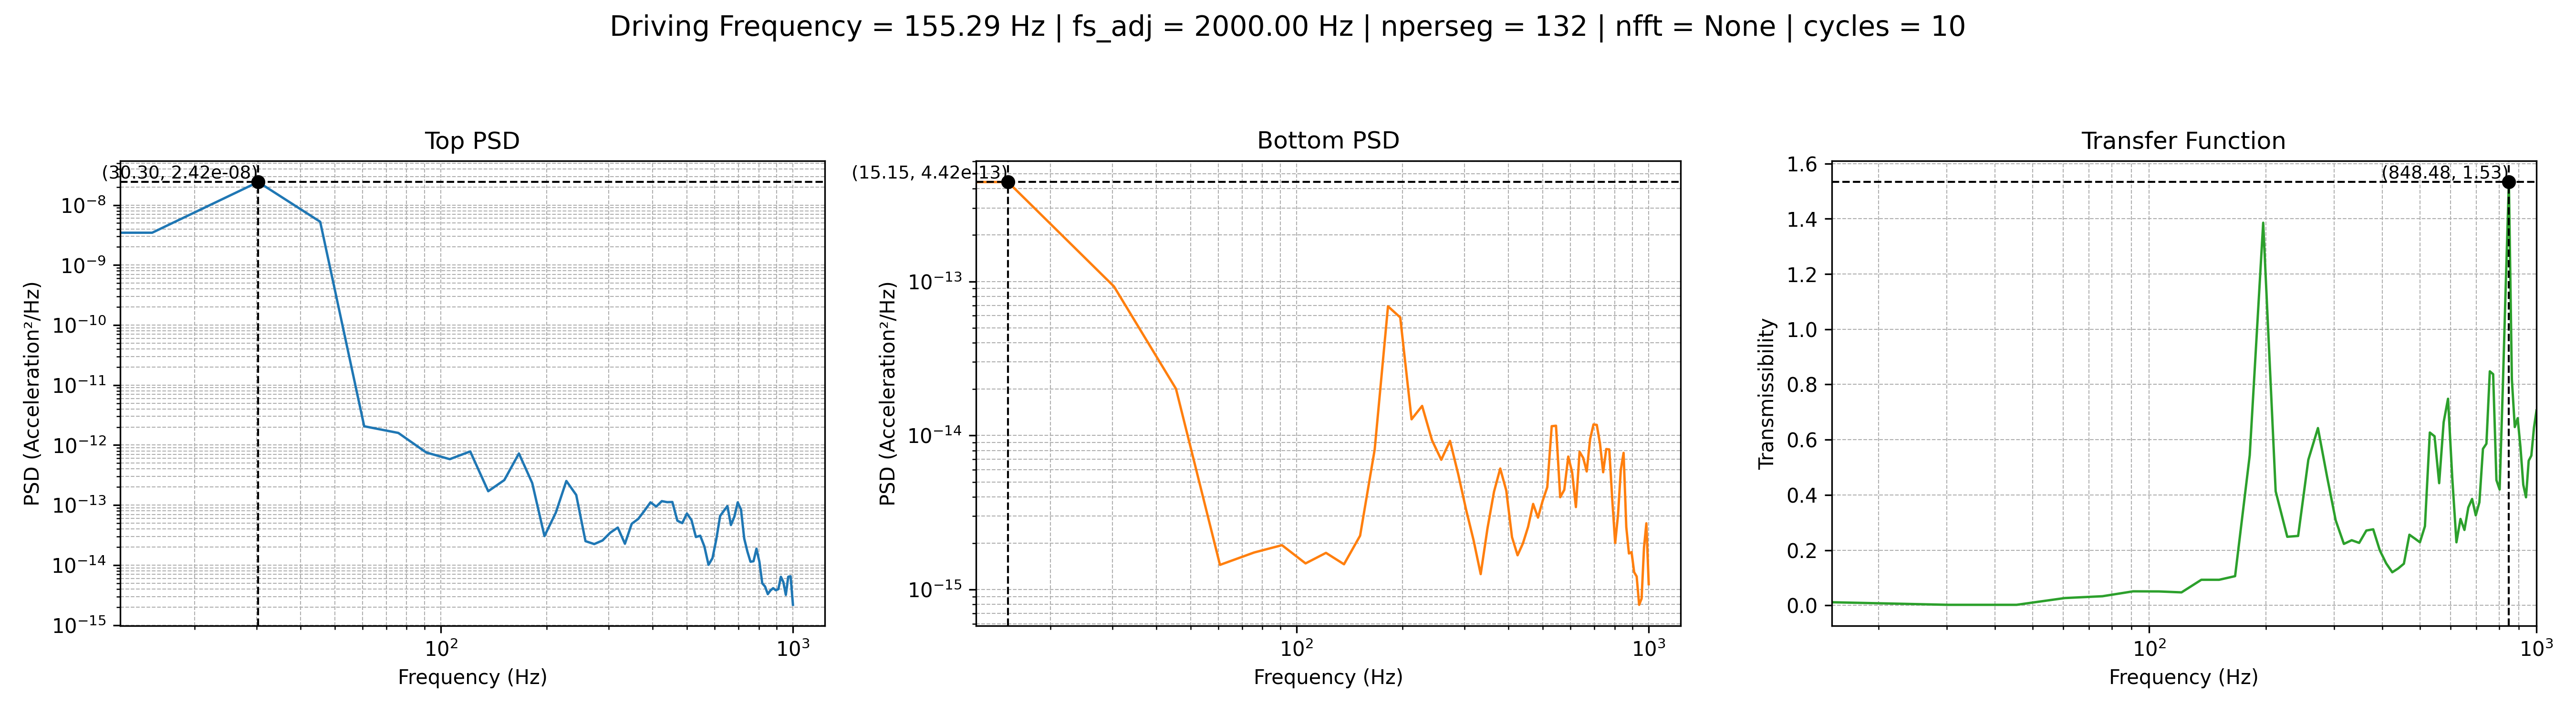 Driving Frequency = 155.29 Hz | fs_adj = 2000.00 Hz | nperseg = 132 | nfft = None | cycles = 10
Top PSD
(30.30, 2.42e-08)
10⁻⁸
10⁻⁹
10⁻¹⁰
10⁻¹¹
10⁻¹²
10⁻¹³
10⁻¹⁴
10⁻¹⁵
PSD (Acceleration²/Hz)
10² 10³
Frequency (Hz)
Bottom PSD
(15.15, 4.42e-13)
10⁻¹³
10⁻¹⁴
10⁻¹⁵
PSD (Acceleration²/Hz)
10² 10³
Frequency (Hz)
Transfer Function
(848.48, 1.53)
1.6
1.4
1.2
1.0
0.8
0.6
0.4
0.2
0.0
Transmissibility
10² 10³
Frequency (Hz)